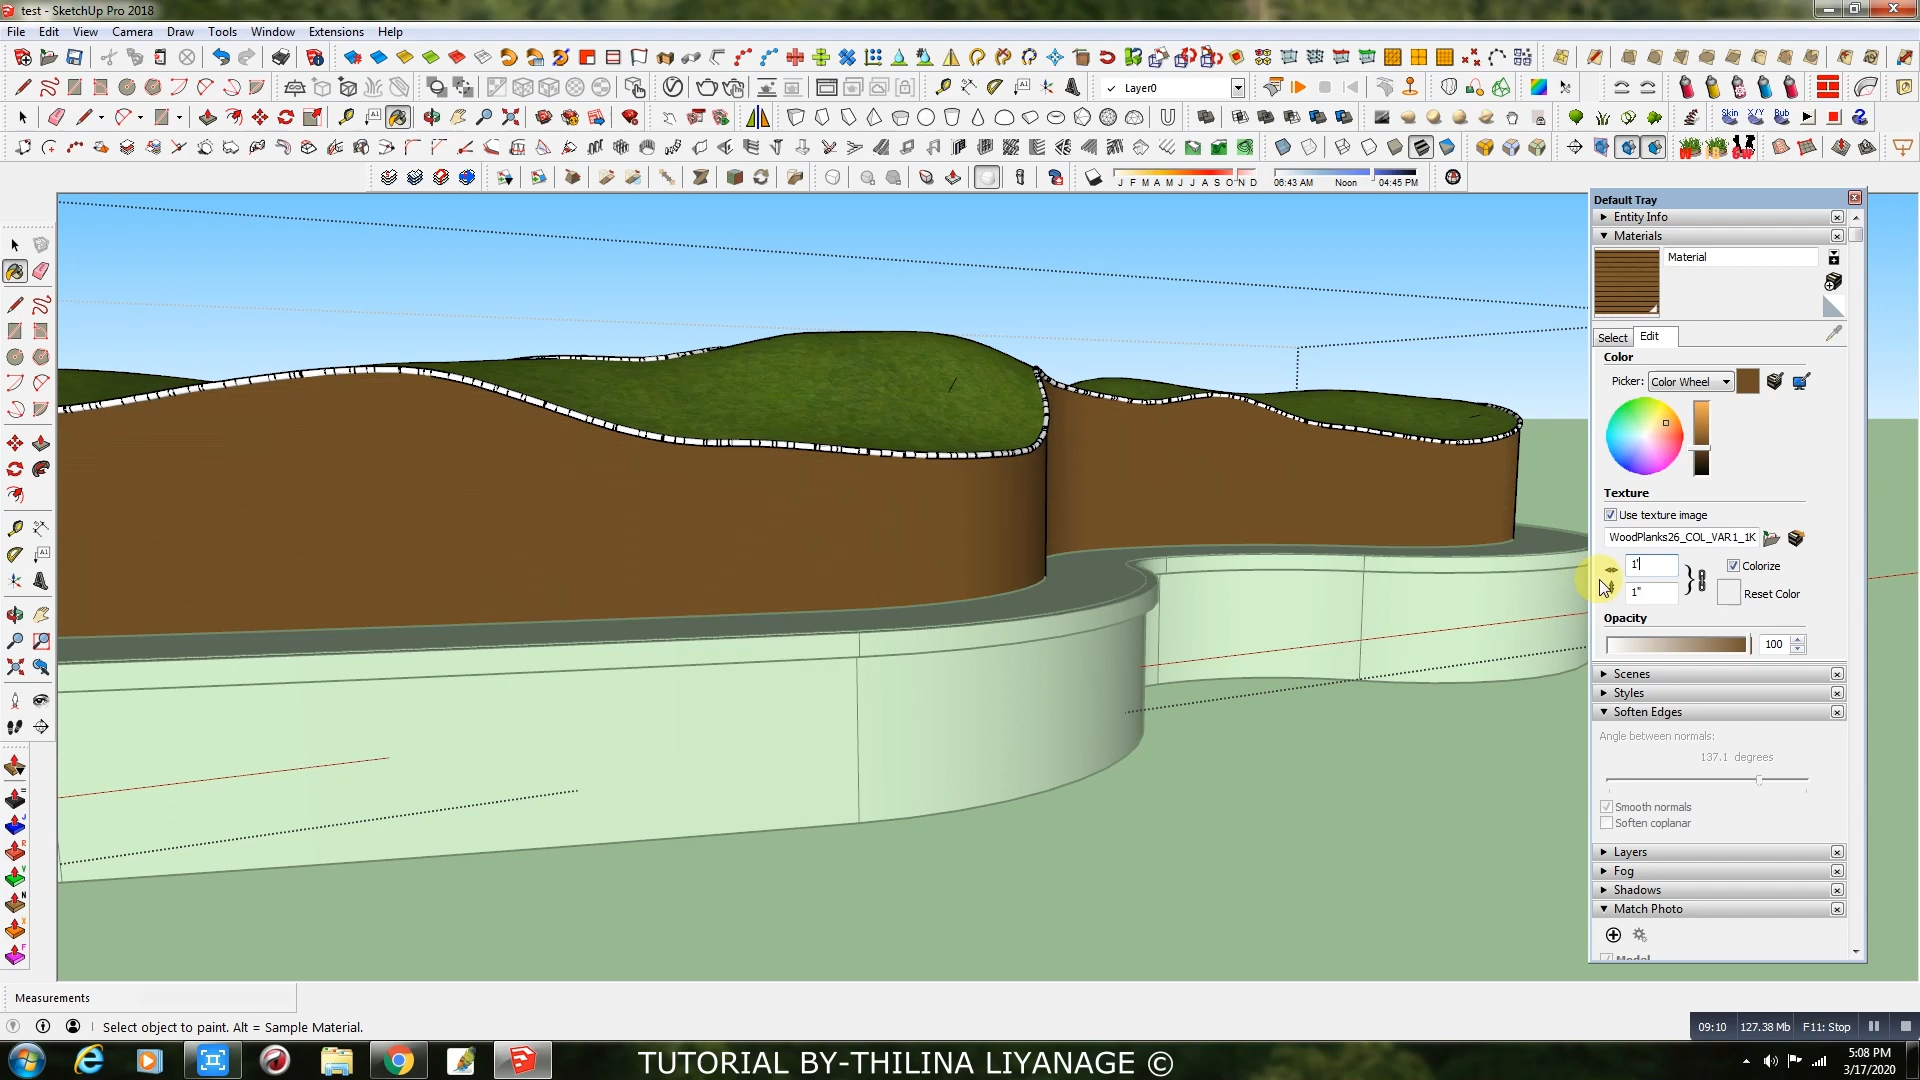 test - SketchUp Pro 2018
File Edit View Camera Draw Tools Window Extensions Help
Layer0
Skin X/Y Bub
J F M A M J J A S O N D 06:43 AM Noon 04:45 PM
Default Tray
Entity Info
Materials
Material
Select Edit
Color
Picker: Color Wheel
Texture
Use texture image
WoodPlanks26_COL_VAR1_1K
1'
Colorize
1"
Reset Color
Opacity
100
Scenes
Styles
Soften Edges
Angle between normals:
137.1 degrees
Smooth normals
Soften coplanar
Layers
Fog
Shadows
Match Photo
Model
Measurements
Select object to paint. Alt = Sample Material.
09:10 127.38 Mb F11: Stop
TUTORIAL BY-THILINA LIYANAGE ©
5:08 PM
3/17/2020